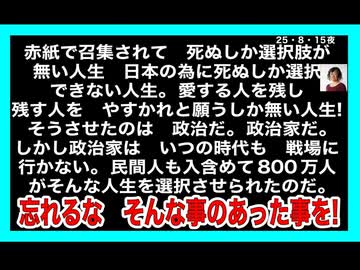 25・8・15夜
赤紙で召集されて　死ぬしか選択肢が
無い人生　日本の為に死ぬしか選択
できない人生。愛する人を残し
残す人を　やすかれと願うしか無い人生!
そうさせたのは　政治だ。政治家だ。
しかし政治家は　いつの時代も　戦場に
行かない。民間人も入含めて800万人
がそんな人生を選択させられたのだ。
忘れるな　そんな事のあった事を!